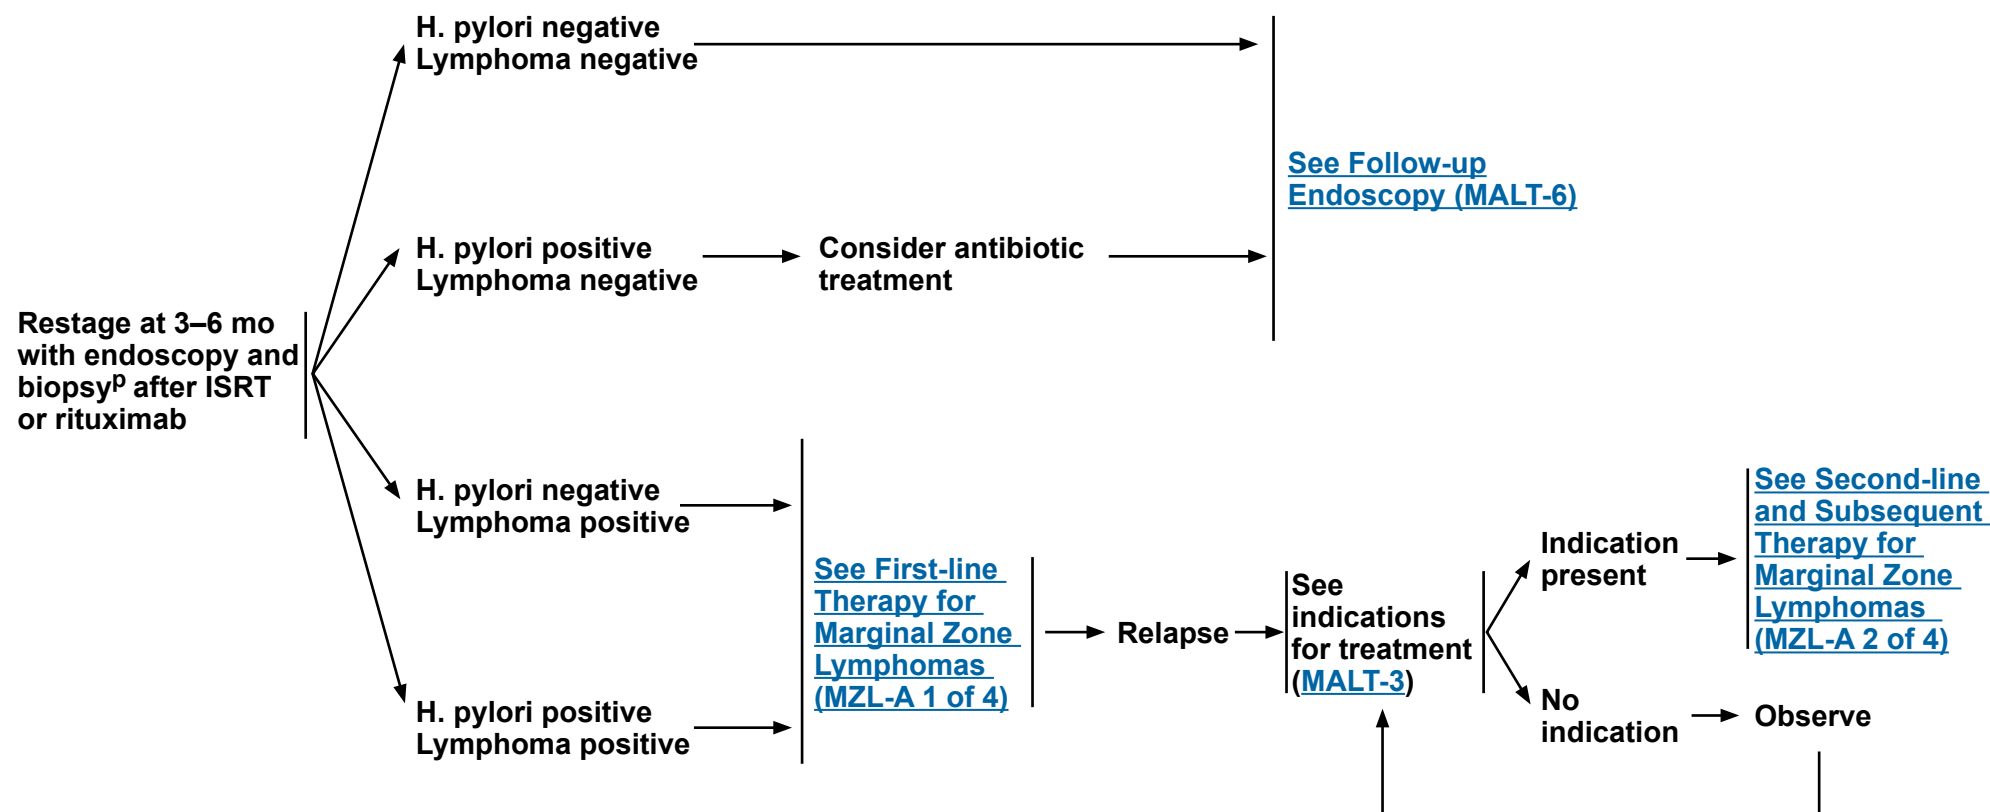 H. pylori negative
Lymphoma negative
See Follow-up
Endoscopy (MALT-6)
H. pylori positive
Lymphoma negative
Consider antibiotic
treatment
Restage at 3–6 mo
with endoscopy and
biopsyp after ISRT
or rituximab
H. pylori negative
Lymphoma positive
H. pylori positive
Lymphoma positive
See First-line
Therapy for
Marginal Zone
Lymphomas
(MZL-A 1 of 4)
Relapse
See
indications
for treatment
(MALT-3)
Indication
present
See Second-line
and Subsequent
Therapy for
Marginal Zone
Lymphomas
(MZL-A 2 of 4)
No
indication
Observe